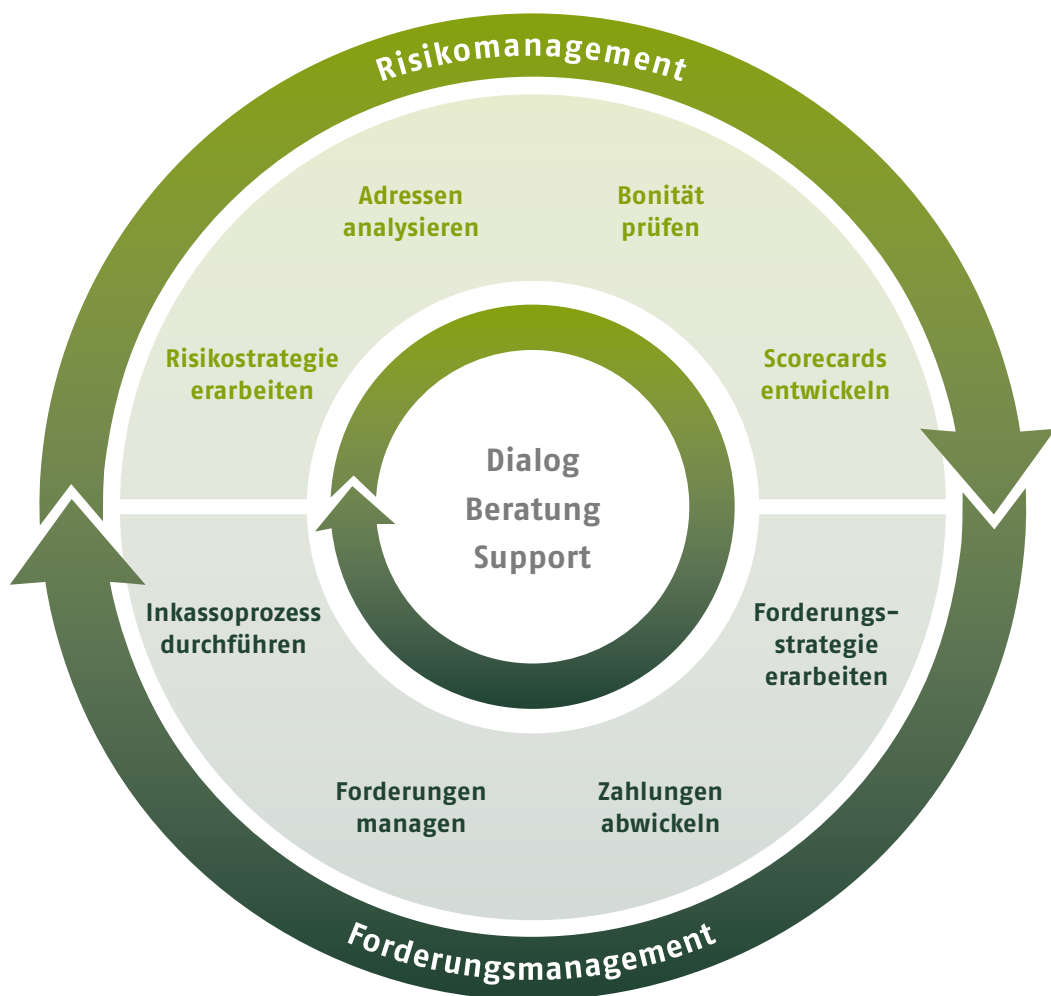 Risikomanagement
Adressen
analysieren
Bonität
prüfen
Risikostrategie
erarbeiten
Scorecards
entwickeln
Dialog
Beratung
Support
Inkassoprozess
durchführen
Forderungs-
strategie
erarbeiten
Forderungen
managen
Zahlungen
abwickeln
Forderungsmanagement